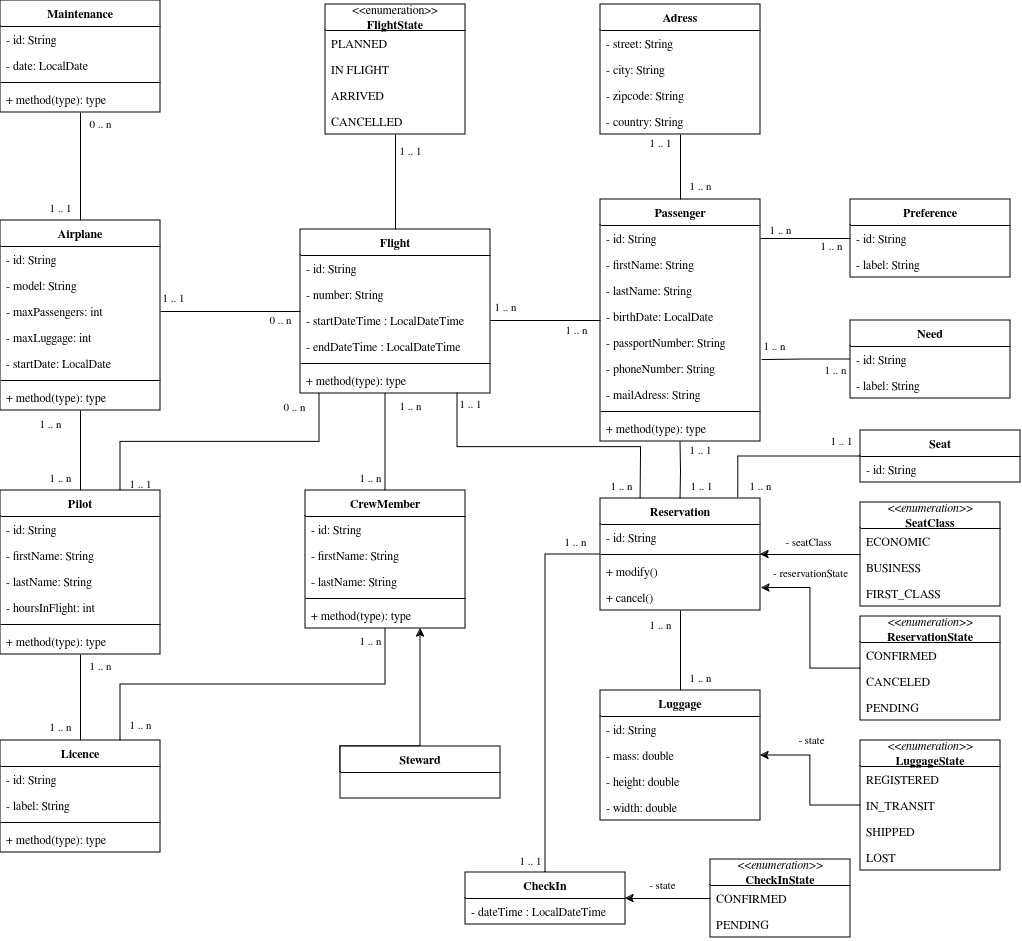 Maintenance
- id: String
- date: LocalDate
+ method(type): type
<<enumeration>>
FlightState
PLANNED
IN FLIGHT
ARRIVED
CANCELLED
Adress
- street: String
- city: String
- zipcode: String
- country: String
0 .. n
1 .. 1
1 .. 1
1 .. 1
1 .. n
Airplane
- id: String
- model: String
- maxPassengers: int
- maxLuggage: int
- startDate: LocalDate
+ method(type): type
1 .. 1
0 .. n
Flight
- id: String
- number: String
- startDateTime : LocalDateTime
- endDateTime : LocalDateTime
+ method(type): type
1 .. n
1 .. n
Passenger
- id: String
- firstName: String
- lastName: String
- birthDate: LocalDate
- passportNumber: String
- phoneNumber: String
- mailAdress: String
+ method(type): type
1 .. n
1 .. n
Preference
- id: String
- label: String
1 .. n
1 .. n
Need
- id: String
- label: String
1 .. n
1 .. n
0 .. n
1 .. 1
1 .. n
1 .. n
1 .. 1
1 .. n
1 .. 1
1 .. 1
1 .. n
1 .. 1
Seat
- id: String
Pilot
- id: String
- firstName: String
- lastName: String
- hoursInFlight: int
+ method(type): type
CrewMember
- id: String
- firstName: String
- lastName: String
+ method(type): type
Reservation
- id: String
+ modify()
+ cancel()
- seatClass
- reservationState
<<enumeration>>
SeatClass
ECONOMIC
BUSINESS
FIRST_CLASS
<<enumeration>>
ReservationState
CONFIRMED
CANCELED
PENDING
1 .. n
1 .. n
1 .. n
1 .. n
1 .. n
1 .. n
1 .. n
Licence
- id: String
- label: String
+ method(type): type
Steward
Luggage
- id: String
- mass: double
- height: double
- width: double
- state
<<enumeration>>
LuggageState
REGISTERED
IN_TRANSIT
SHIPPED
LOST
1 .. 1
CheckIn
- dateTime : LocalDateTime
- state
<<enumeration>>
CheckInState
CONFIRMED
PENDING